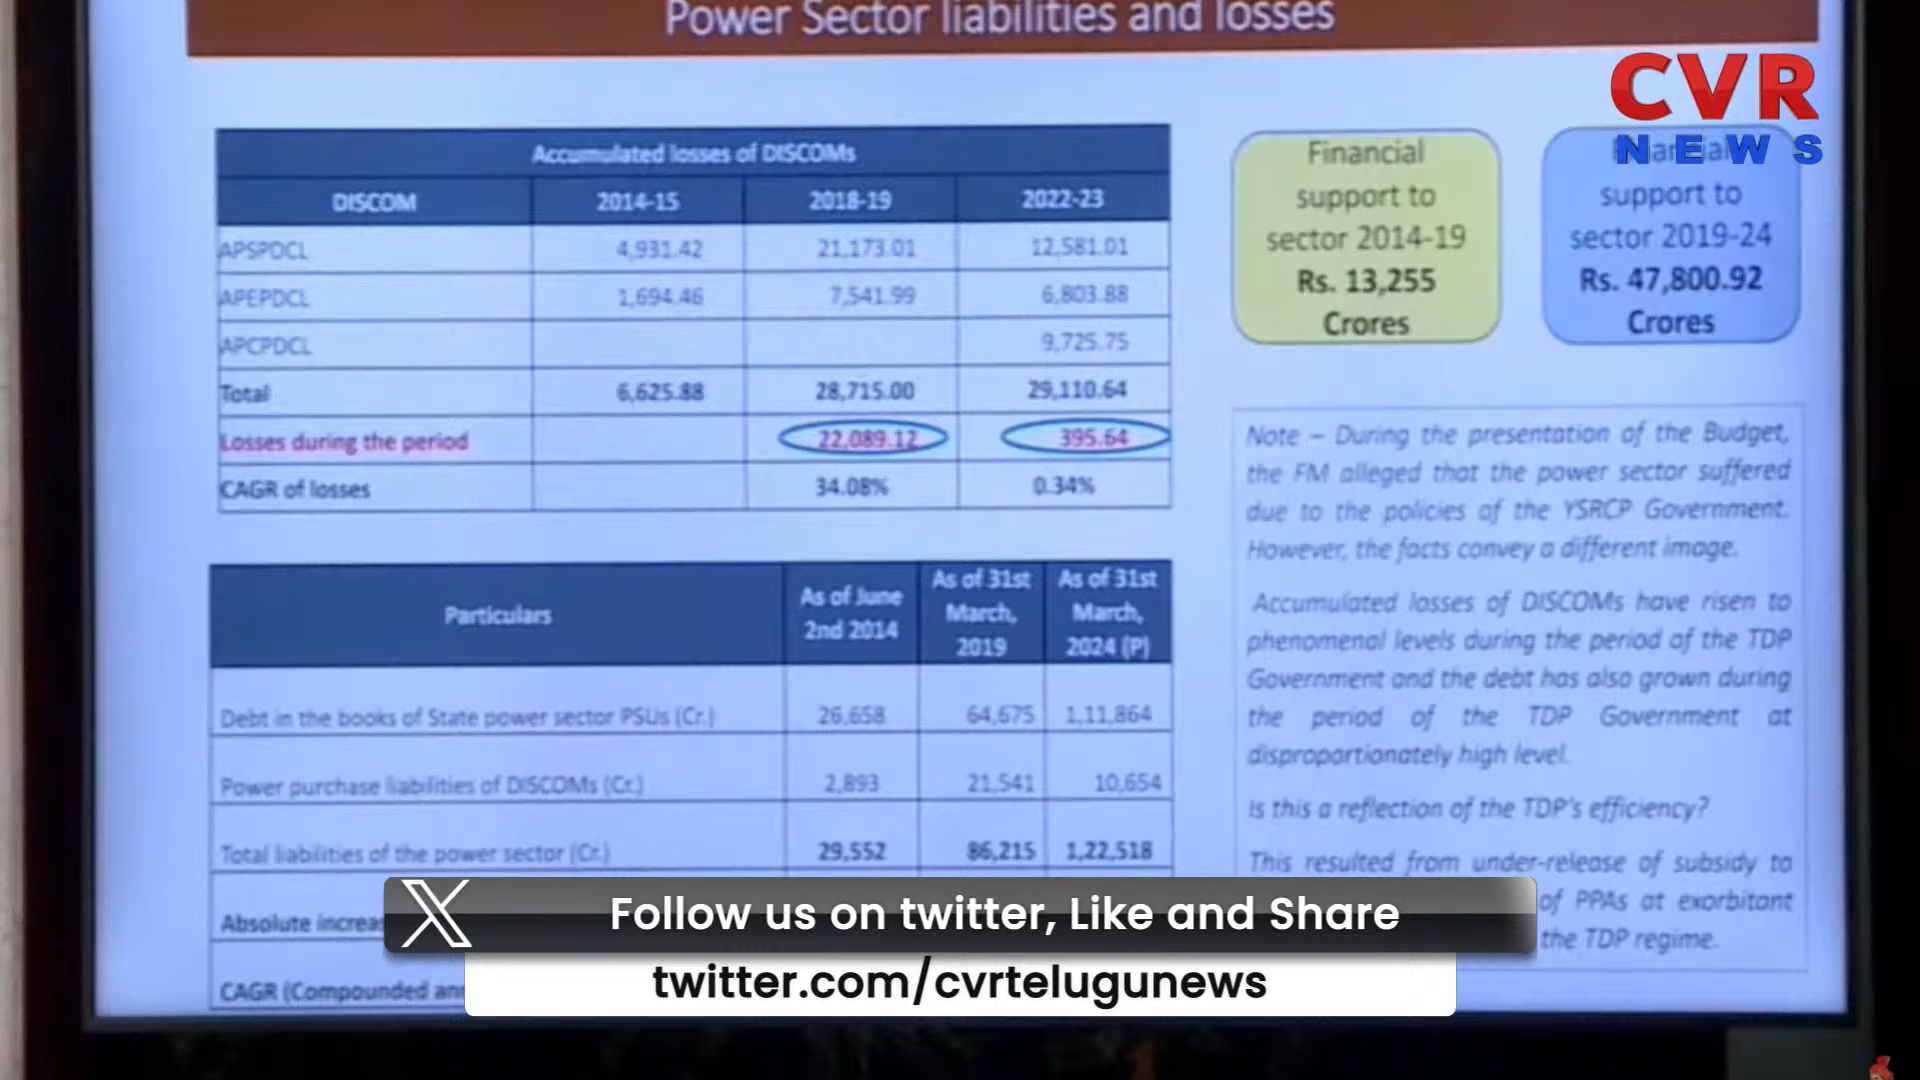 Power Sector liabilities and losses
CVR
NEWS
Accumulated losses of DISCOMs
DISCOM 2014-15 2018-19 2022-23
APSPDCL 4,931.42 21,173.01 12,581.01
APEPDCL 1,694.46 7,541.99 6,803.88
APCPDCL 9,725.75
Total 6,625.88 28,715.00 29,110.64
Losses during the period 22,089.12 395.64
CAGR of losses 34.08% 0.34%
Financial
support to
sector 2014-19
Rs. 13,255
Crores
support to
sector 2019-24
Rs. 47,800.92
Crores
Particulars
As of June
2nd 2014
As of 31st
March,
2019
As of 31st
March,
2024 (P)
Debt in the books of State power sector PSUs (Cr.) 26,658 64,675 1,11,864
Power purchase liabilities of DISCOMs (Cr.) 2,893 21,541 10,654
Total liabilities of the power sector (Cr.) 29,552 86,215 1,22,518
Absolute
CAGR (Compounded
Note – During the presentation of the Budget,
the FM alleged that the power sector suffered
due to the policies of the YSRCP Government.
However, the facts convey a different image.
Accumulated losses of DISCOMs have risen to
phenomenal levels during the period of the TDP
Government and the debt has also grown during
the period of the TDP Government at
disproportionately high level.
Is this a reflection of the TDP's efficiency?
This resulted from under-release of subsidy to
of PPAs at exorbitant
the TDP regime.
Follow us on twitter, Like and Share
twitter.com/cvrtelugunews